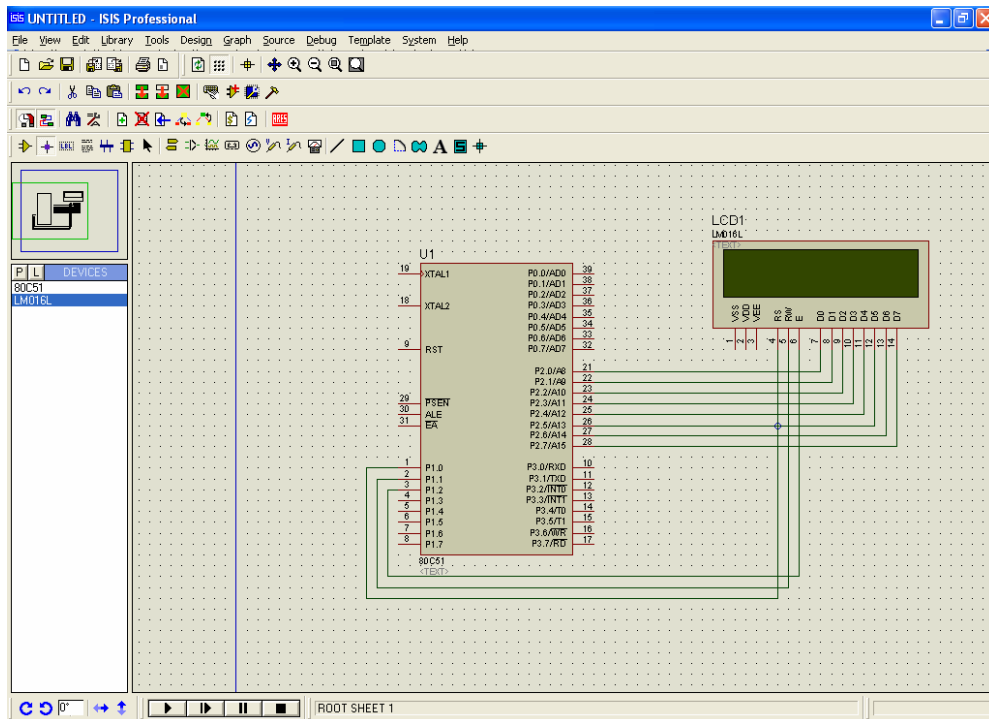 ISIS UNTITLED - ISIS Professional
File View Edit Library Tools Design Graph Source Debug Template System Help
ARES
A
P L DEVICES
80C51
LM016L
LCD1
LM016L
<TEXT>
VSS VDD VEE RS RW E D0 D1 D2 D3 D4 D5 D6 D7
1 2 3 4 5 6 7 8 9 10 11 12 13 14
U1
19 XTAL1 P0.0/AD0 39
P0.1/AD1 38
P0.2/AD2 37
18 XTAL2 P0.3/AD3 36
P0.4/AD4 35
P0.5/AD5 34
P0.6/AD6 33
9 RST P0.7/AD7 32
P2.0/A8 21
P2.1/A9 22
P2.2/A10 23
29 PSEN P2.3/A11 24
30 ALE P2.4/A12 25
31 EA P2.5/A13 26
P2.6/A14 27
P2.7/A15 28
1 P1.0 P3.0/RXD 10
2 P1.1 P3.1/TXD 11
3 P1.2 P3.2/INT0 12
4 P1.3 P3.3/INT1 13
5 P1.4 P3.4/T0 14
6 P1.5 P3.5/T1 15
7 P1.6 P3.6/WR 16
8 P1.7 P3.7/RD 17
80C51
<TEXT>
0° ROOT SHEET 1